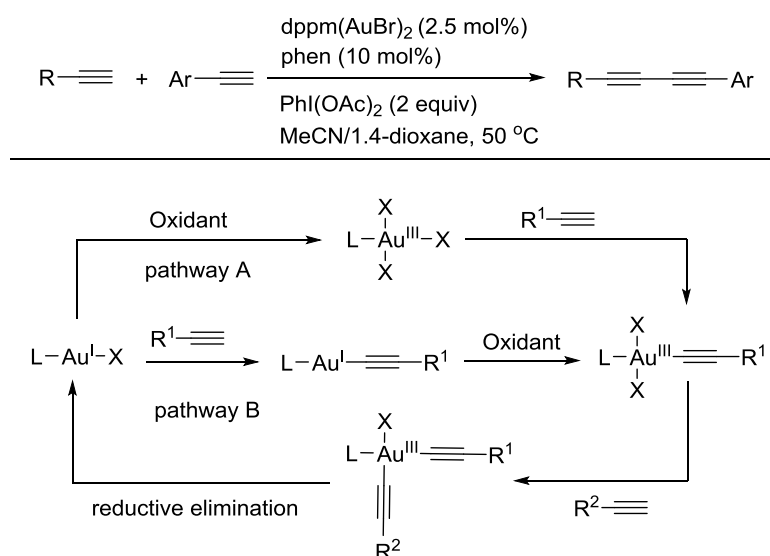 dppm(AuBr)₂ (2.5 mol%)
phen (10 mol%)
R + Ar R Ar
PhI(OAc)₂ (2 equiv)
MeCN/1.4-dioxane, 50 °C
X
Oxidant R¹
L Auᴵᴵᴵ X
pathway A X
R¹ Oxidant X
L Auᴵ X L Auᴵ R¹ L Auᴵᴵᴵ R¹
X
pathway B X
L Auᴵᴵᴵ R¹
reductive elimination R²
R²